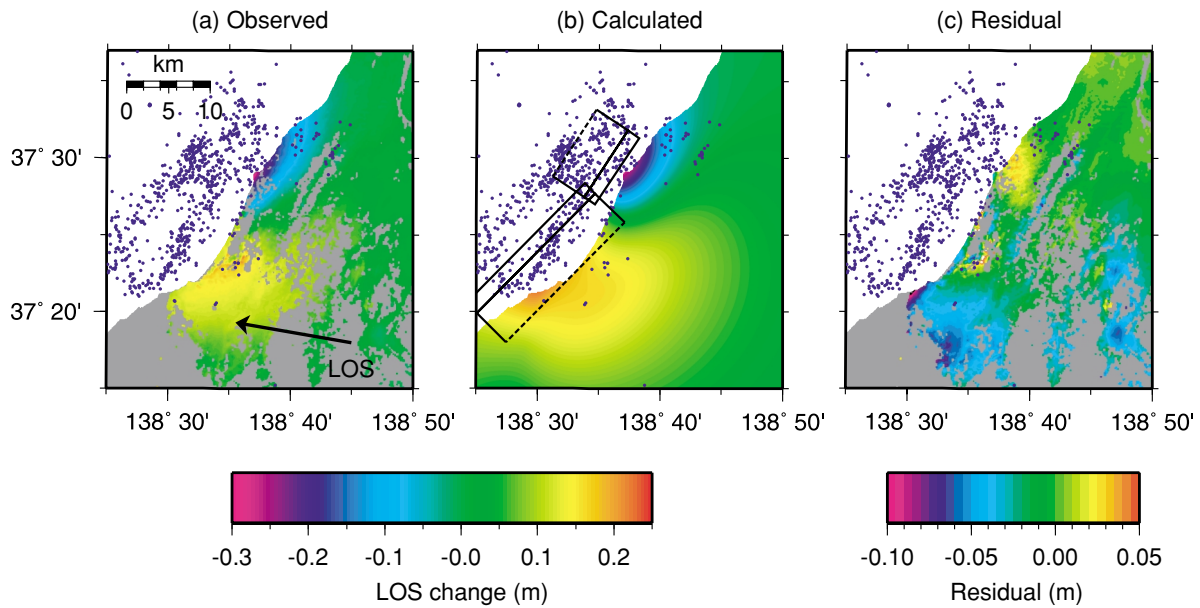 (a) Observed
(b) Calculated
(c) Residual
km
0 5 10
37° 30'
37° 20'
LOS
138° 30' 138° 40' 138° 50'
138° 30' 138° 40' 138° 50'
138° 30' 138° 40' 138° 50'
-0.3 -0.2 -0.1 -0.0 0.1 0.2
LOS change (m)
-0.10 -0.05 0.00 0.05
Residual (m)